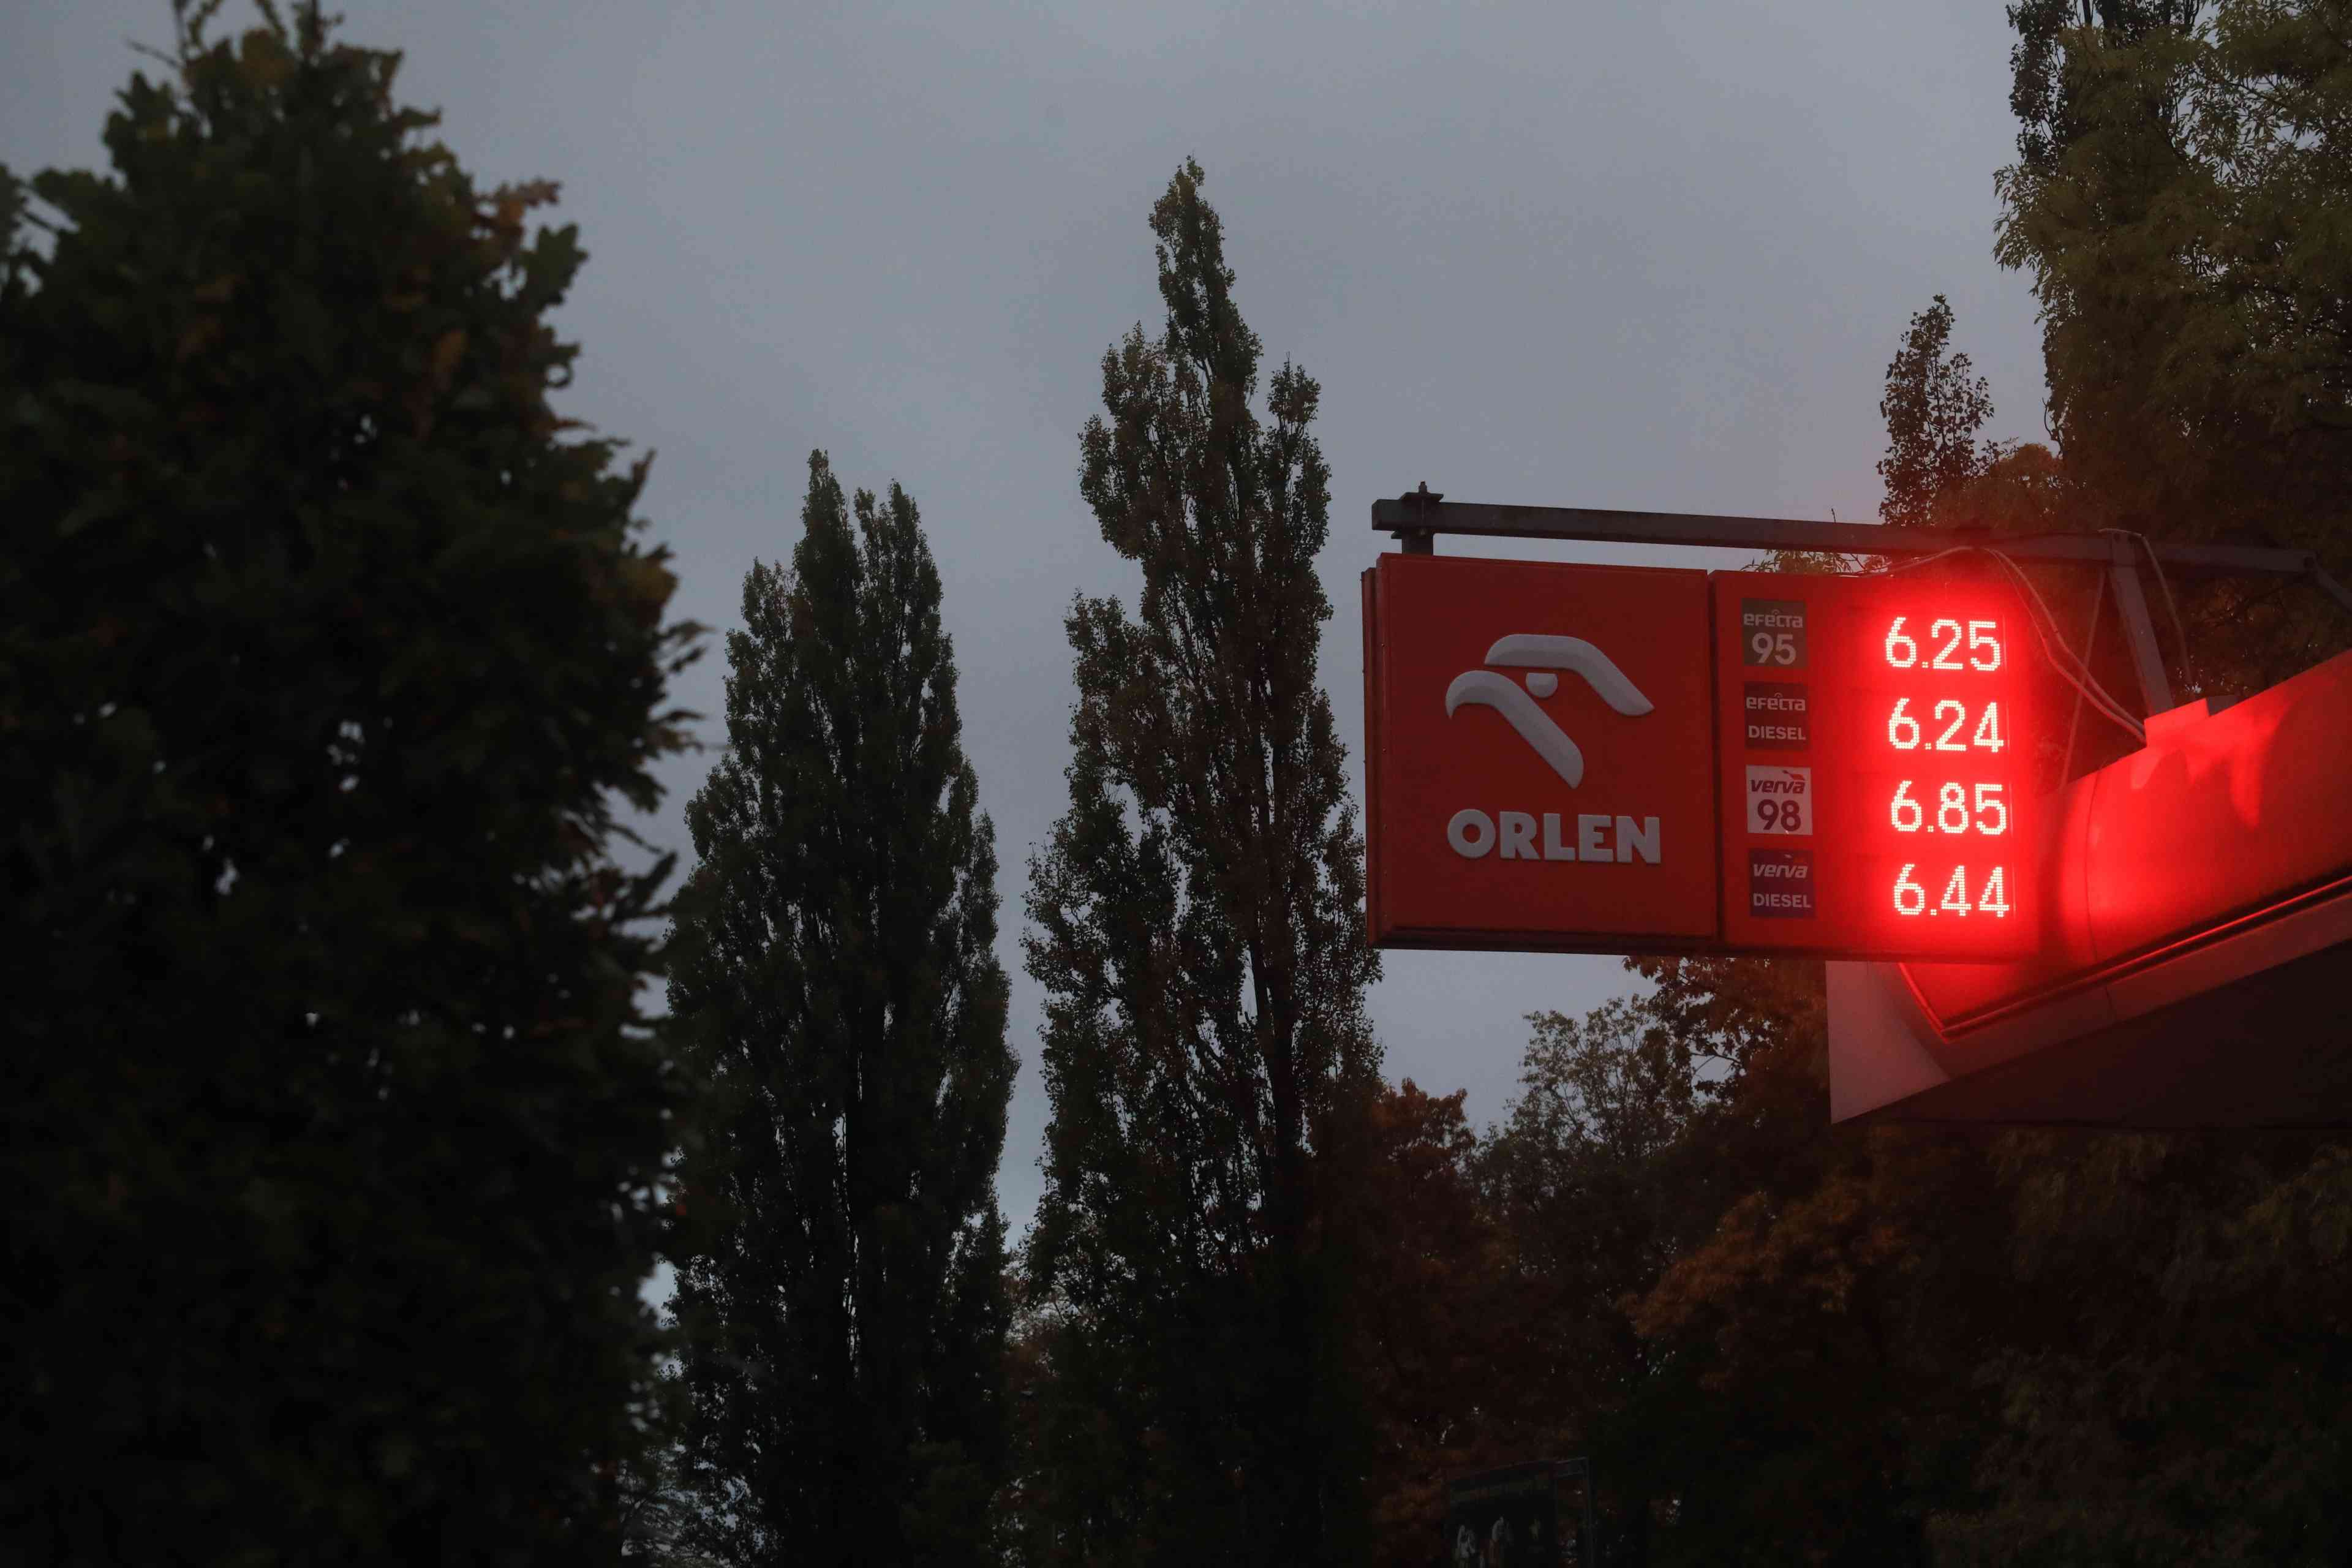 ORLEN
efecta
95
6.25
efecta
DIESEL
6.24
verva
98
6.85
verva
DIESEL
6.44